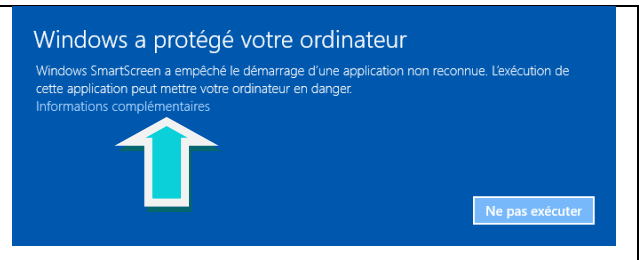 Windows a protégé votre ordinateur
Windows SmartScreen a empêché le démarrage d'une application non reconnue. L'exécution de
cette application peut mettre votre ordinateur en danger.
Informations complémentaires
Ne pas exécuter